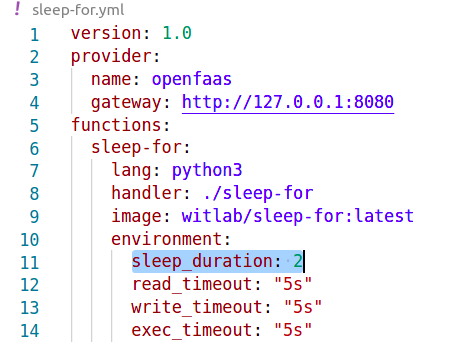 ! sleep-for.yml
1 version: 1.0
2 provider:
3   name: openfaas
4   gateway: http://127.0.0.1:8080
5 functions:
6   sleep-for:
7     lang: python3
8     handler: ./sleep-for
9     image: witlab/sleep-for:latest
10     environment:
11       sleep_duration: 2
12       read_timeout: "5s"
13       write_timeout: "5s"
14       exec_timeout: "5s"